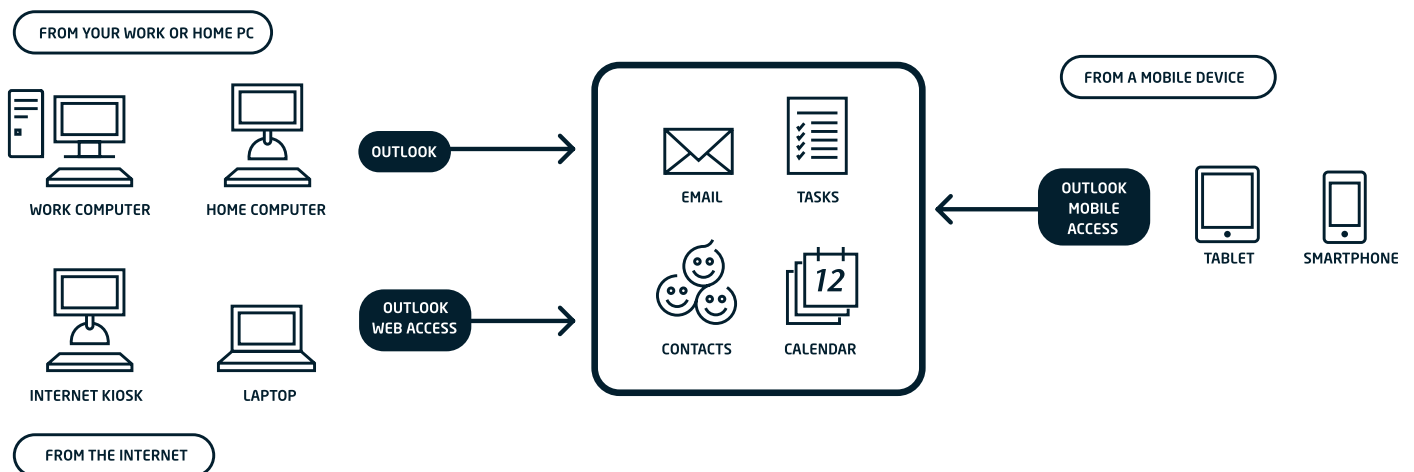 FROM YOUR WORK OR HOME PC
WORK COMPUTER
HOME COMPUTER
OUTLOOK
INTERNET KIOSK
LAPTOP
OUTLOOK
WEB ACCESS
FROM THE INTERNET
EMAIL
TASKS
CONTACTS
12
CALENDAR
FROM A MOBILE DEVICE
OUTLOOK
MOBILE
ACCESS
TABLET
SMARTPHONE